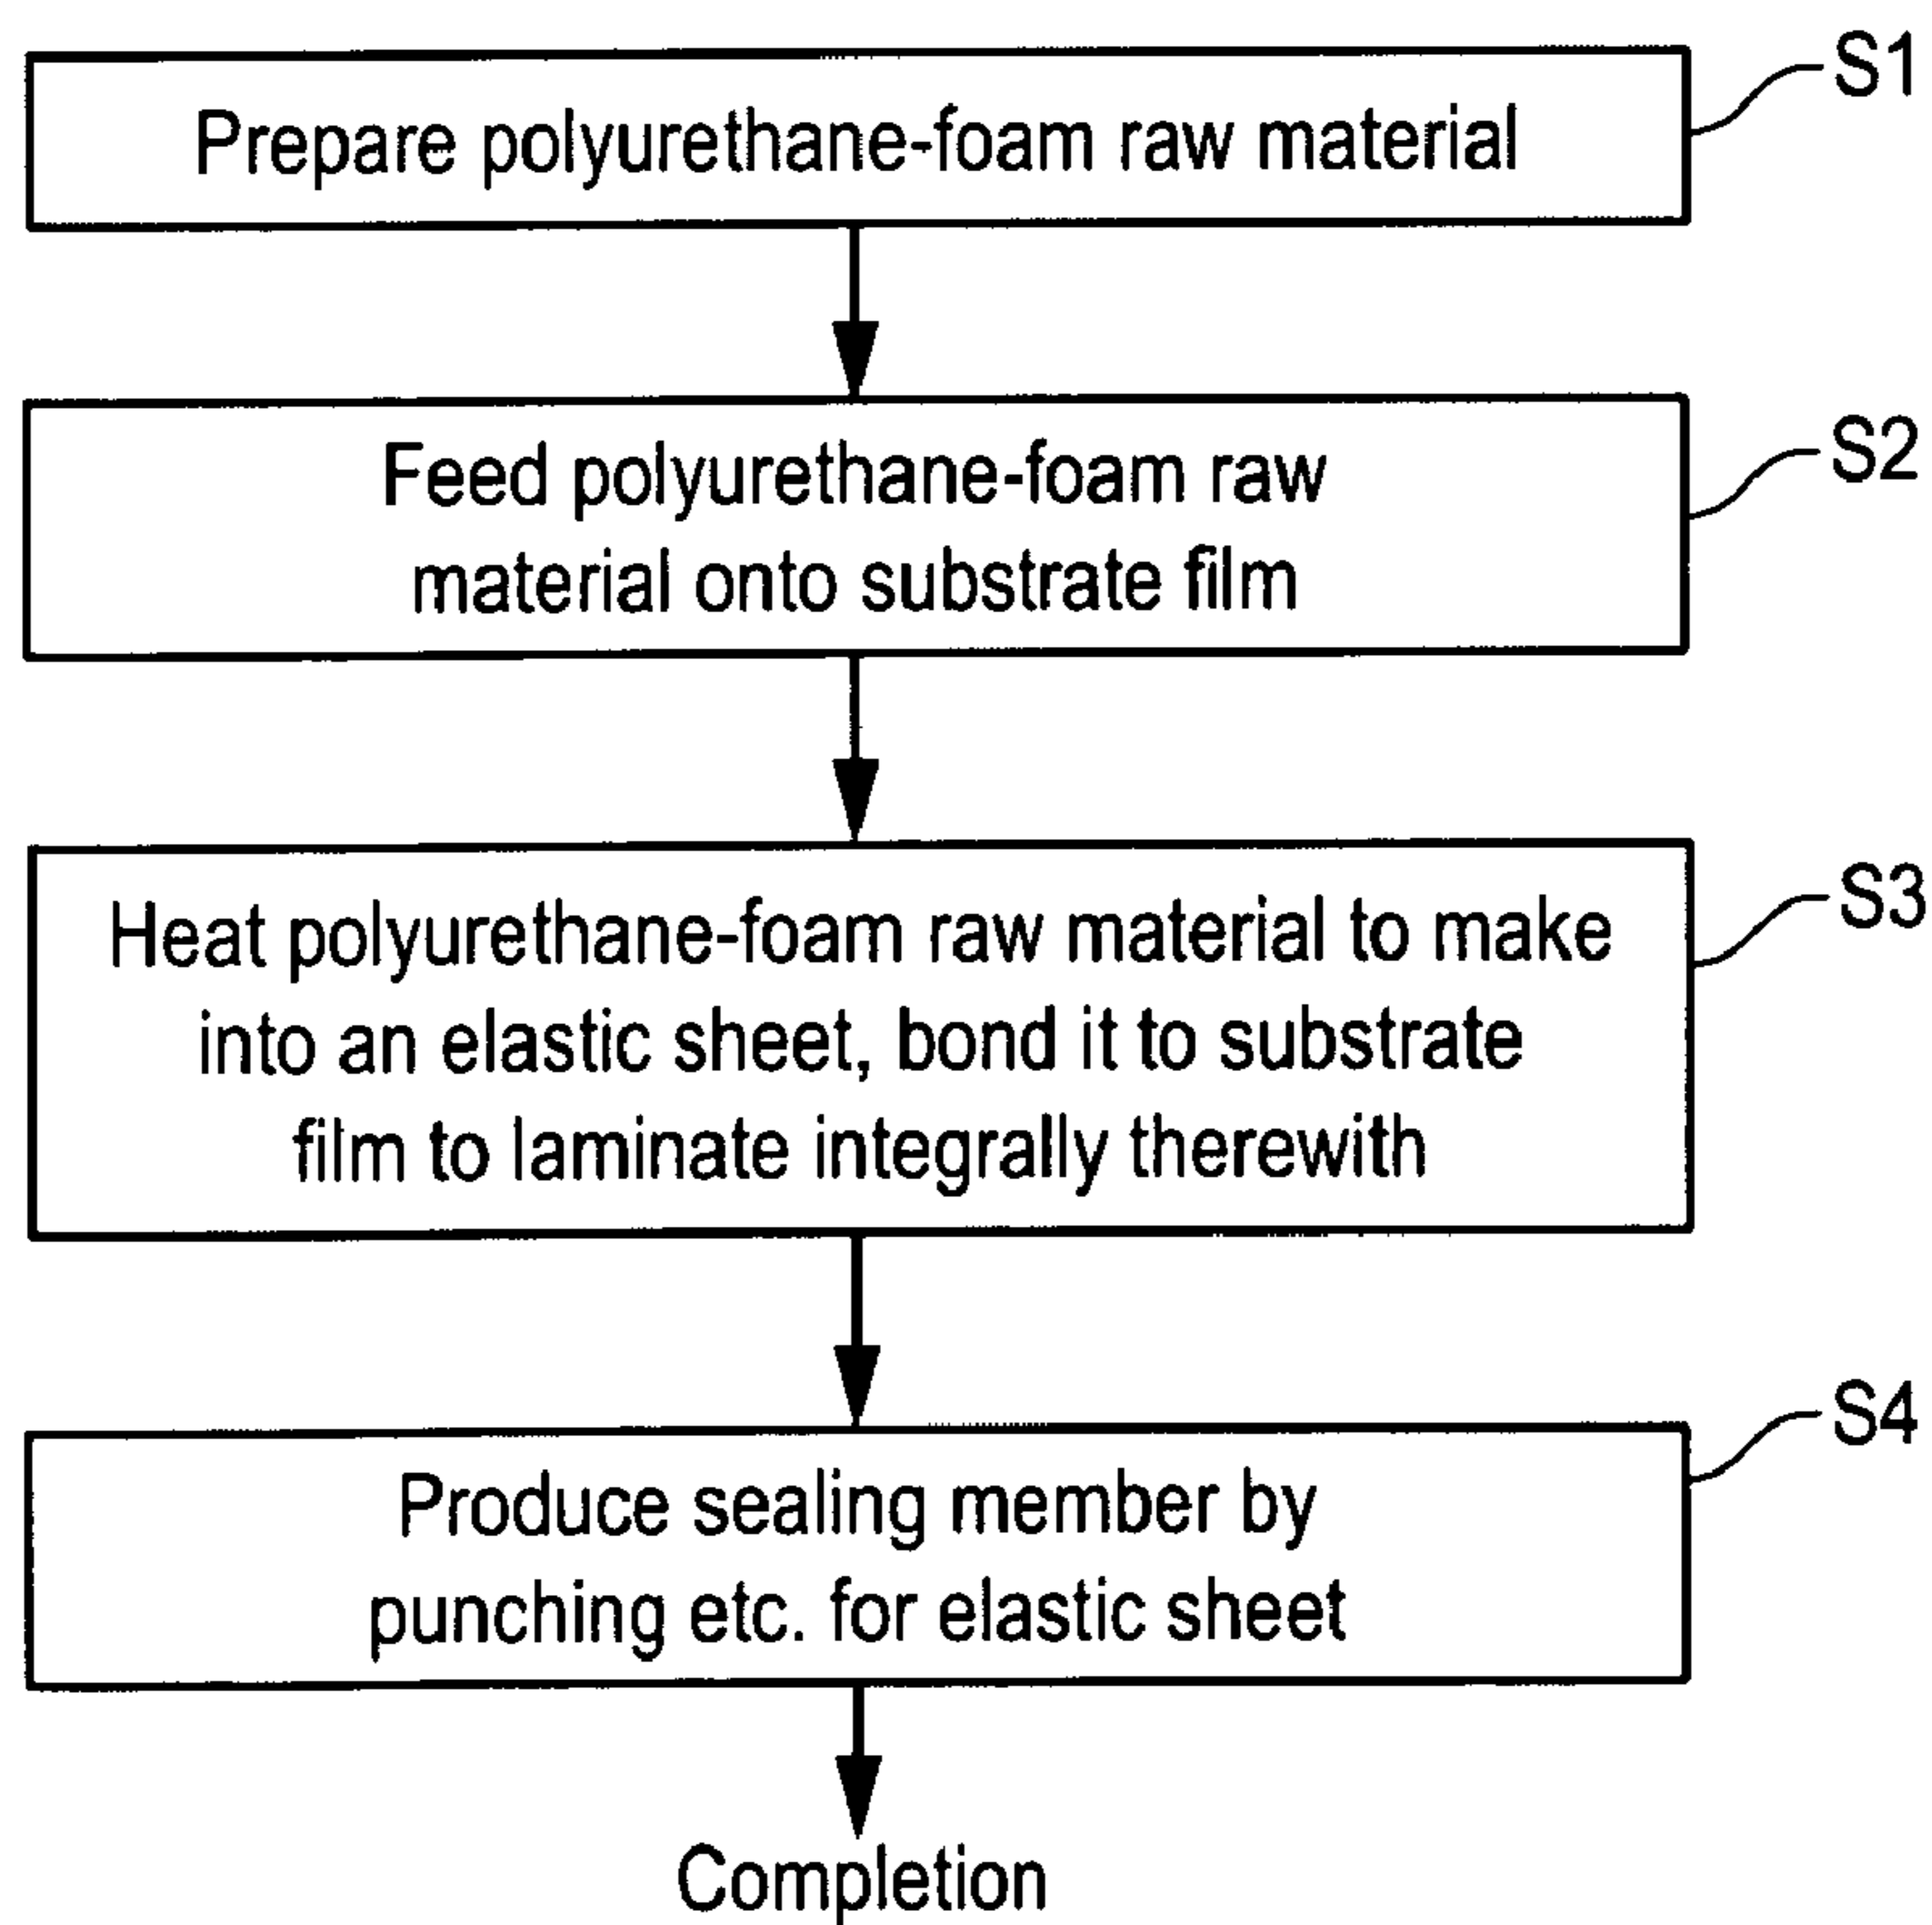 S1
Prepare polyurethane-foam raw material
S2
Feed polyurethane-foam raw
material onto substrate film
S3
Heat polyurethane-foam raw material to make
into an elastic sheet, bond it to substrate
film to laminate integrally therewith
S4
Produce sealing member by
punching etc. for elastic sheet
Completion